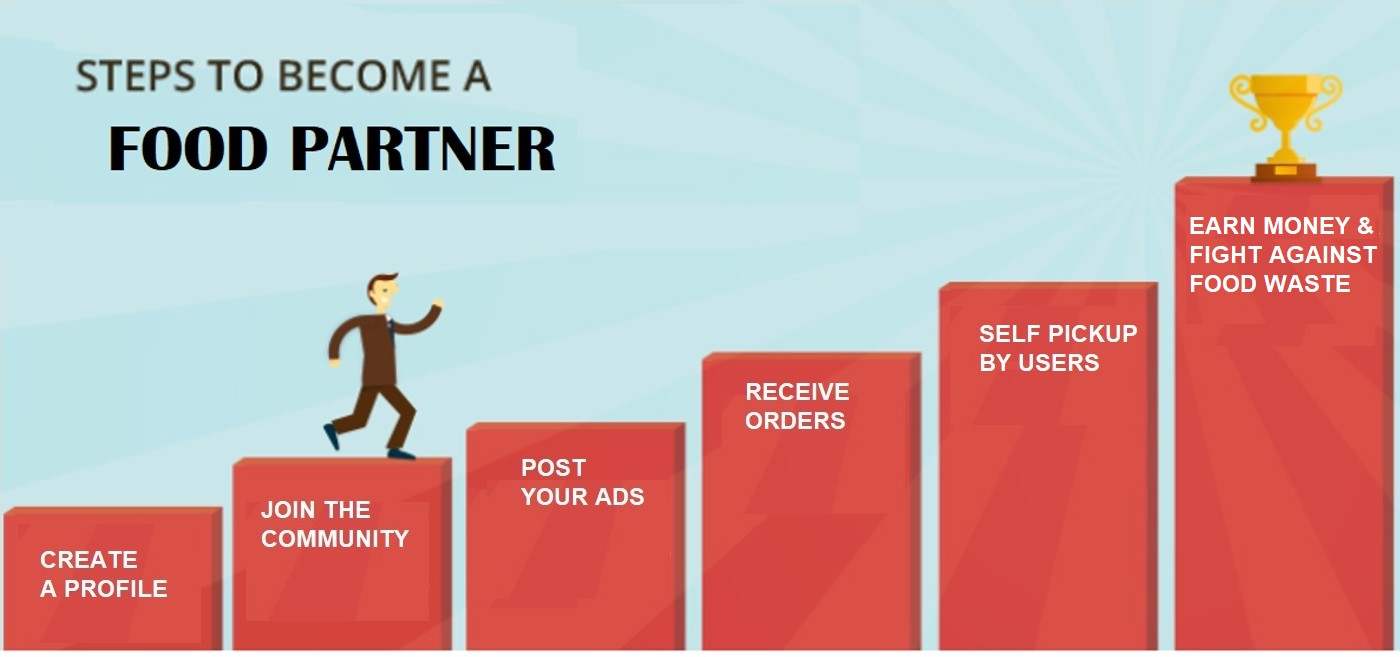 STEPS TO BECOME A
FOOD PARTNER
CREATE
A PROFILE
JOIN THE
COMMUNITY
POST
YOUR ADS
RECEIVE
ORDERS
SELF PICKUP
BY USERS
EARN MONEY &
FIGHT AGAINST
FOOD WASTE